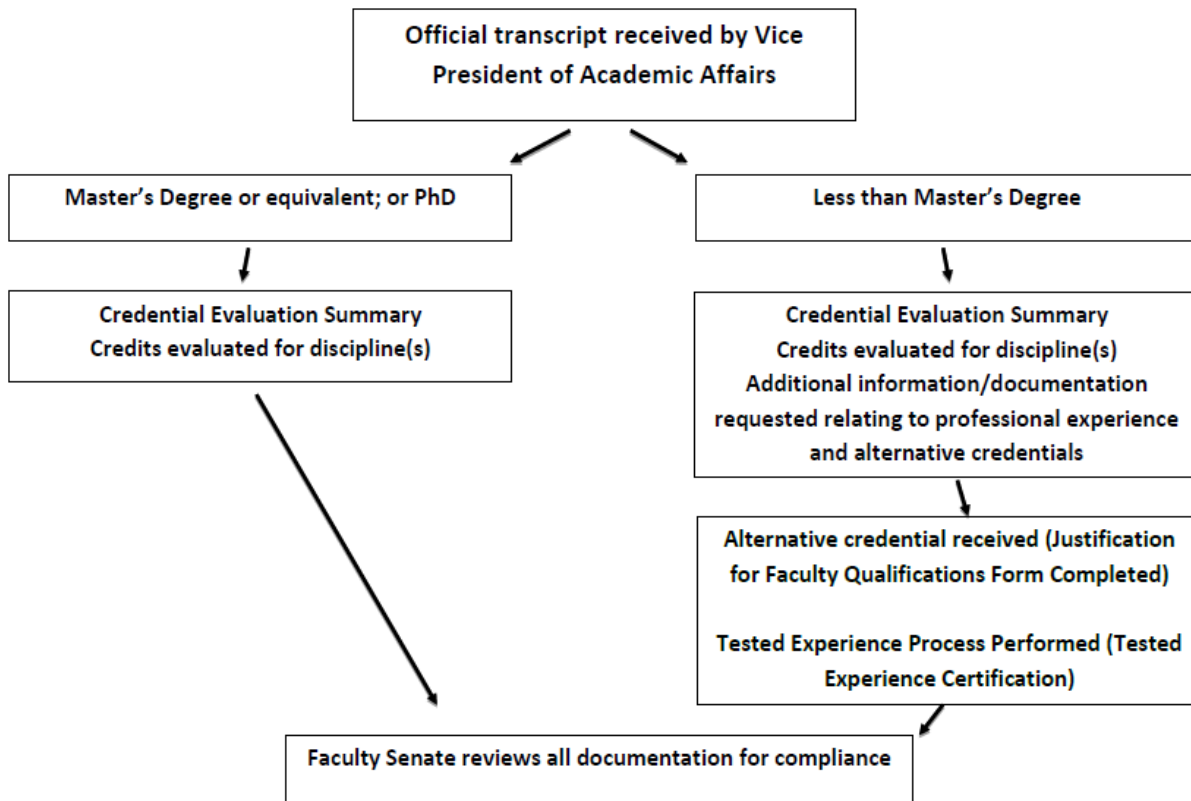 Official transcript received by Vice
President of Academic Affairs
Master’s Degree or equivalent; or PhD
Less than Master’s Degree
Credential Evaluation Summary
Credits evaluated for discipline(s)
Credential Evaluation Summary
Credits evaluated for discipline(s)
Additional information/documentation
requested relating to professional experience
and alternative credentials
Alternative credential received (Justification
for Faculty Qualifications Form Completed)
Tested Experience Process Performed (Tested
Experience Certification)
Faculty Senate reviews all documentation for compliance